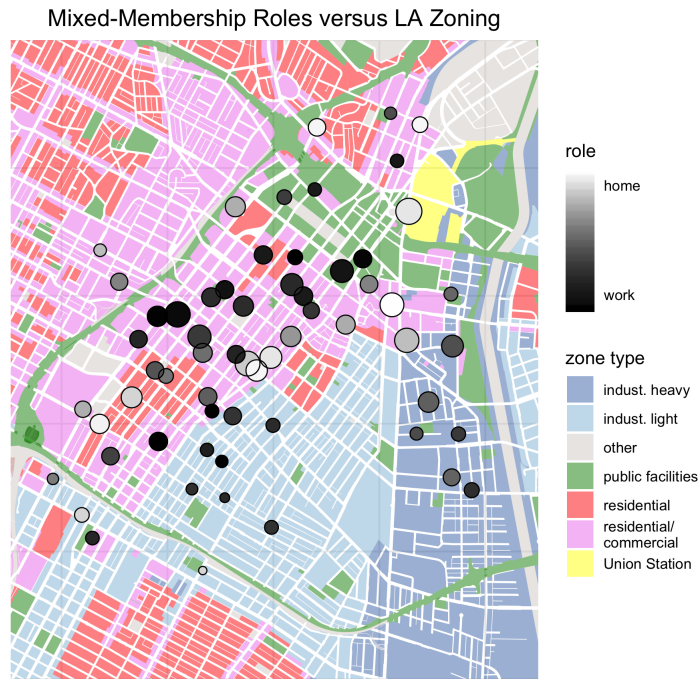 Mixed-Membership Roles versus LA Zoning
role
home
work
zone type
indust. heavy
indust. light
other
public facilities
residential
residential/
commercial
Union Station